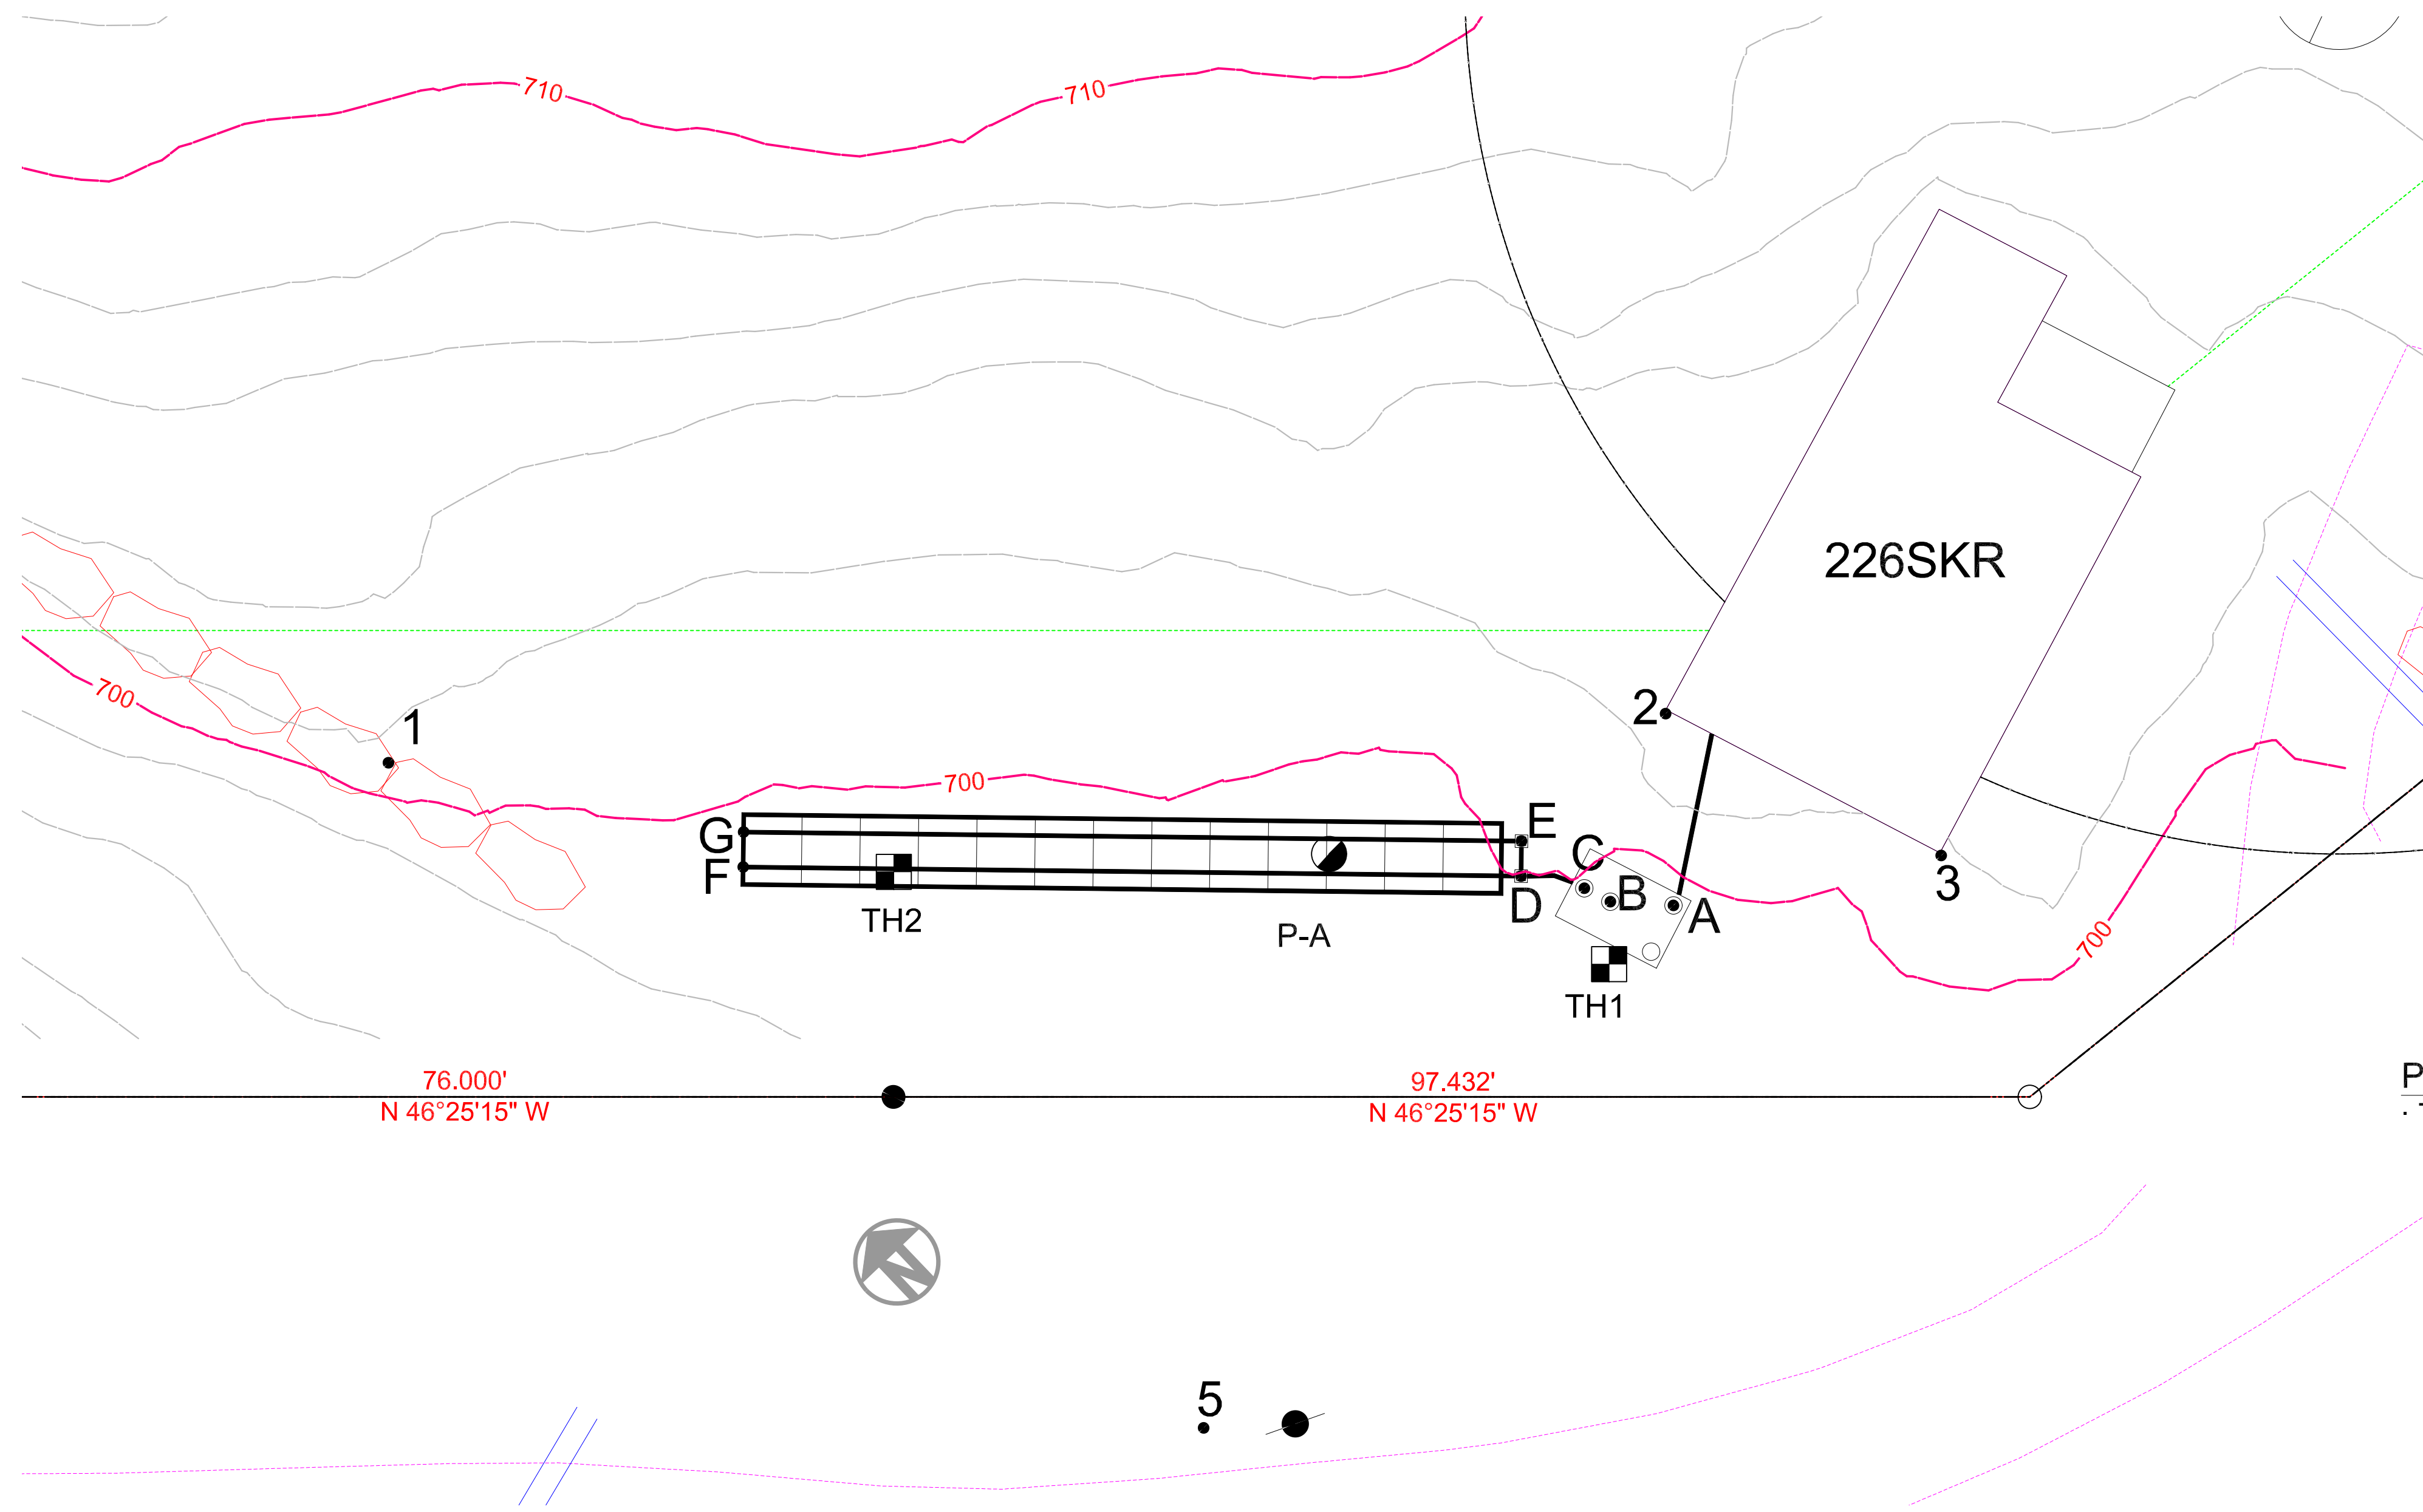 710
710
226SKR
700
1
2
700
E
G
C
F
B
3
D
A
TH2
P-A
700
TH1
76.000'
97.432'
P
N 46°25'15" W
N 46°25'15" W
N
5